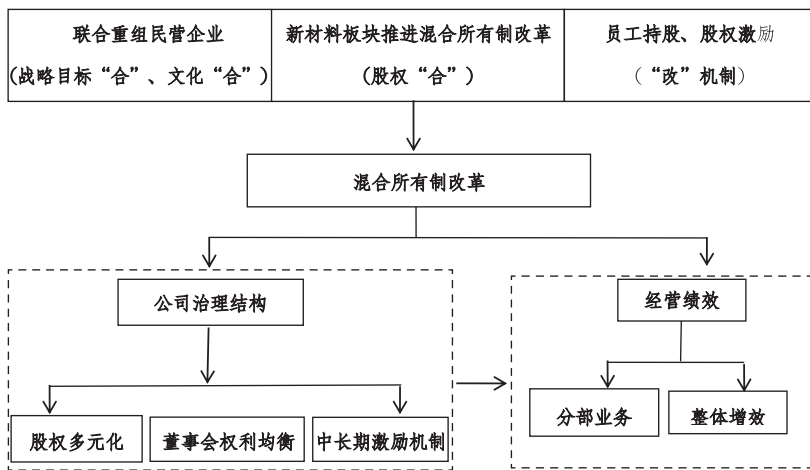 联合重组民营企业
(战略目标“合”、文化“合”)
新材料板块推进混合所有制改革
(股权“合”)
员工持股、股权激励
(“改”机制)
混合所有制改革
公司治理结构
经营绩效
股权多元化
董事会权利均衡
中长期激励机制
分部业务
整体增效